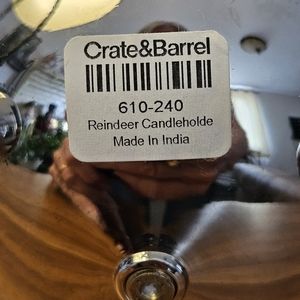 Crate&Barrel
610-240
Reindeer Candleholde
Made In India